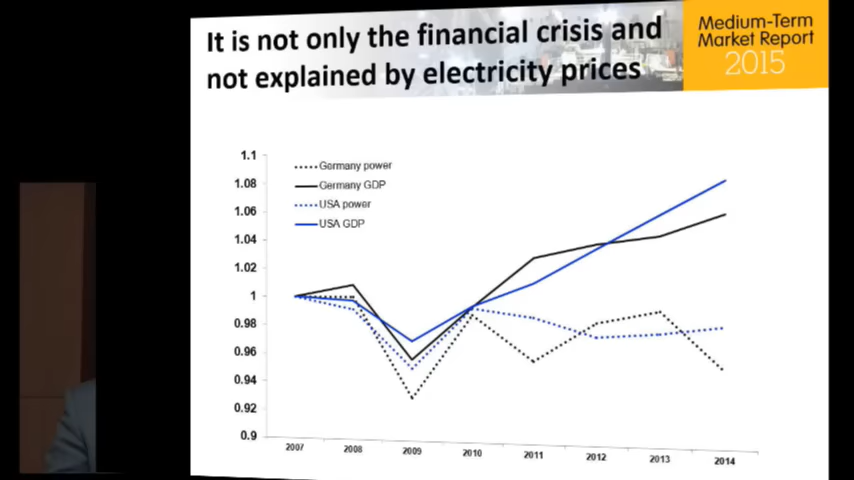 It is not only the financial crisis and
not explained by electricity prices
Medium-Term
Market Report
2015
1.1
1.08
1.06
1.04
1.02
1
0.98
0.96
0.94
0.92
0.9
Germany power
Germany GDP
USA power
USA GDP
2007
2008
2009
2010
2011
2012
2013
2014